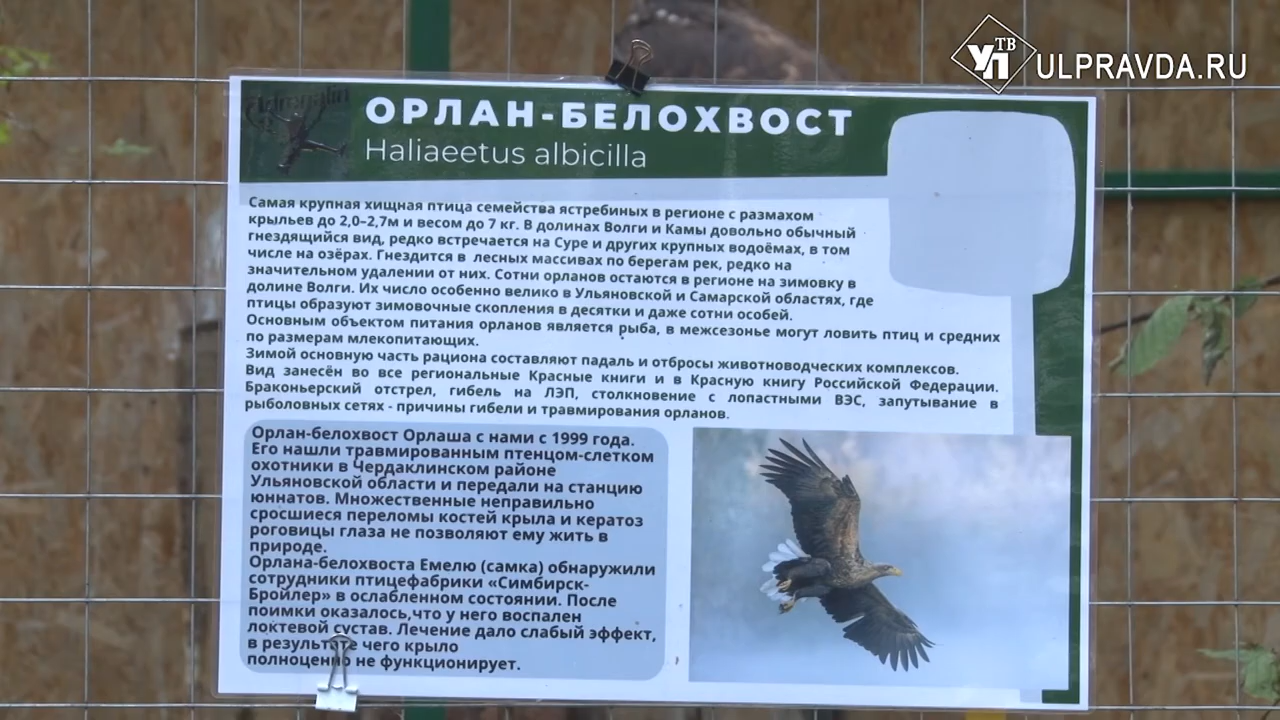 УП ТВ ULPRAVDA.RU
ОРЛАН-БЕЛОХВОСТ
Haliaeetus albicilla
Самая крупная хищная птица семейства ястребиных в регионе с размахом
крыльев до 2,0–2,7м и весом до 7 кг. В долинах Волги и Камы довольно обычный
гнездящийся вид, редко встречается на Суре и других крупных водоёмах, в том
числе на озёрах. Гнездится в лесных массивах по берегам рек, редко на
значительном удалении от них. Сотни орланов остаются в регионе на зимовку в
долине Волги. Их число особенно велико в Ульяновской и Самарской областях, где
птицы образуют зимовочные скопления в десятки и даже сотни особей.
Основным объектом питания орланов является рыба, в межсезонье могут ловить птиц и средних
по размерам млекопитающих.
Зимой основную часть рациона составляют падаль и отбросы животноводческих комплексов.
Вид занесён во все региональные Красные книги и в Красную книгу Российской Федерации.
Браконьерский отстрел, гибель на ЛЭП, столкновение с лопастными ВЭС, запутывание в
рыболовных сетях - причины гибели и травмирования орланов.
Орлан-белохвост Орлаша с нами с 1999 года.
Его нашли травмированным птенцом-слетком
охотники в Чердаклинском районе
Ульяновской области и передали на станцию
юннатов. Множественные неправильно
сросшиеся переломы костей крыла и кератоз
роговицы глаза не позволяют ему жить в
природе.
Орлана-белохвоста Емелю (самка) обнаружили
сотрудники птицефабрики «Симбирск-
Бройлер» в ослабленном состоянии. После
поимки оказалось,что у него воспален
локтевой сустав. Лечение дало слабый эффект,
в результате чего крыло
полноценно не функционирует.